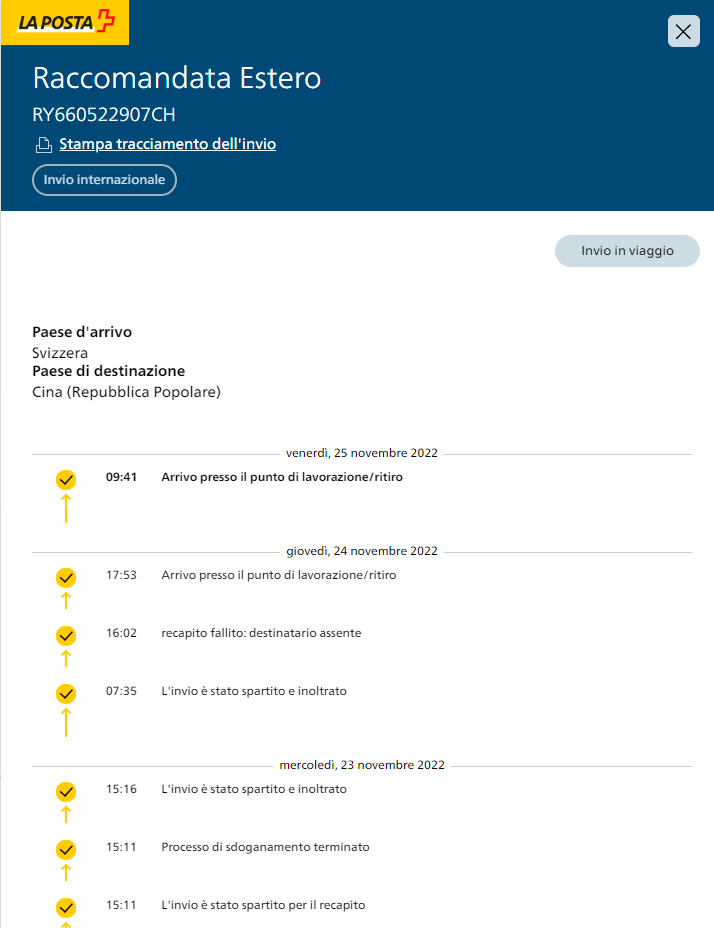 LA POSTA
Raccomandata Estero
RY660522907CH
Stampa tracciamento dell'invio
Invio internazionale
Invio in viaggio
Paese d'arrivo
Svizzera
Paese di destinazione
Cina (Repubblica Popolare)
venerdì, 25 novembre 2022
09:41 Arrivo presso il punto di lavorazione/ritiro
giovedì, 24 novembre 2022
17:53 Arrivo presso il punto di lavorazione/ritiro
16:02 recapito fallito: destinatario assente
07:35 L'invio è stato spartito e inoltrato
mercoledì, 23 novembre 2022
15:16 L'invio è stato spartito e inoltrato
15:11 Processo di sdoganamento terminato
15:11 L'invio è stato spartito per il recapito